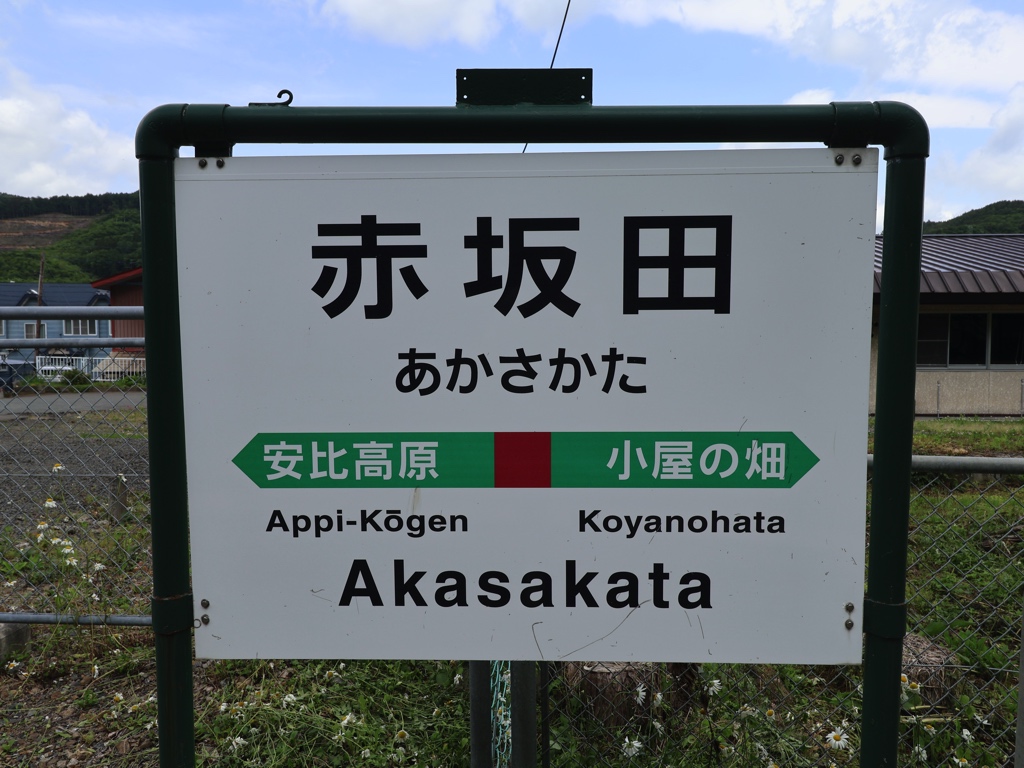 赤坂田
あかさかた
安比高原 小屋の畑
Appi-Kōgen Koyanohata
Akasakata